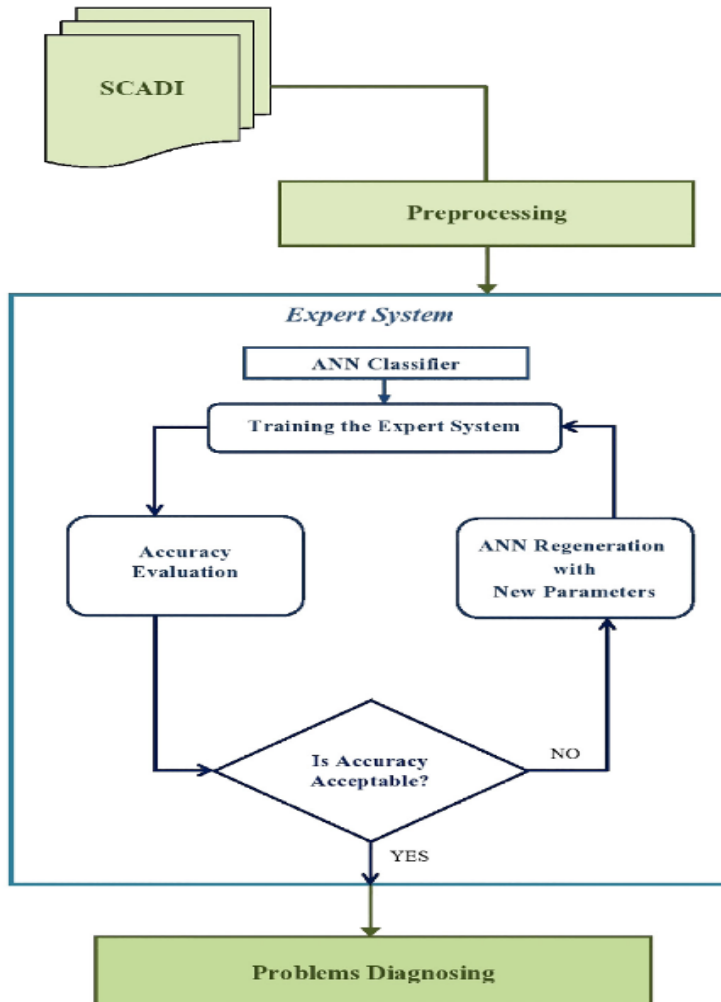 SCADI
Preprocessing
Expert System
ANN Classifier
Training the Expert System
Accuracy
Evaluation
ANN Regeneration
with
New Parameters
Is Accuracy
Acceptable?
NO
YES
Problems Diagnosing